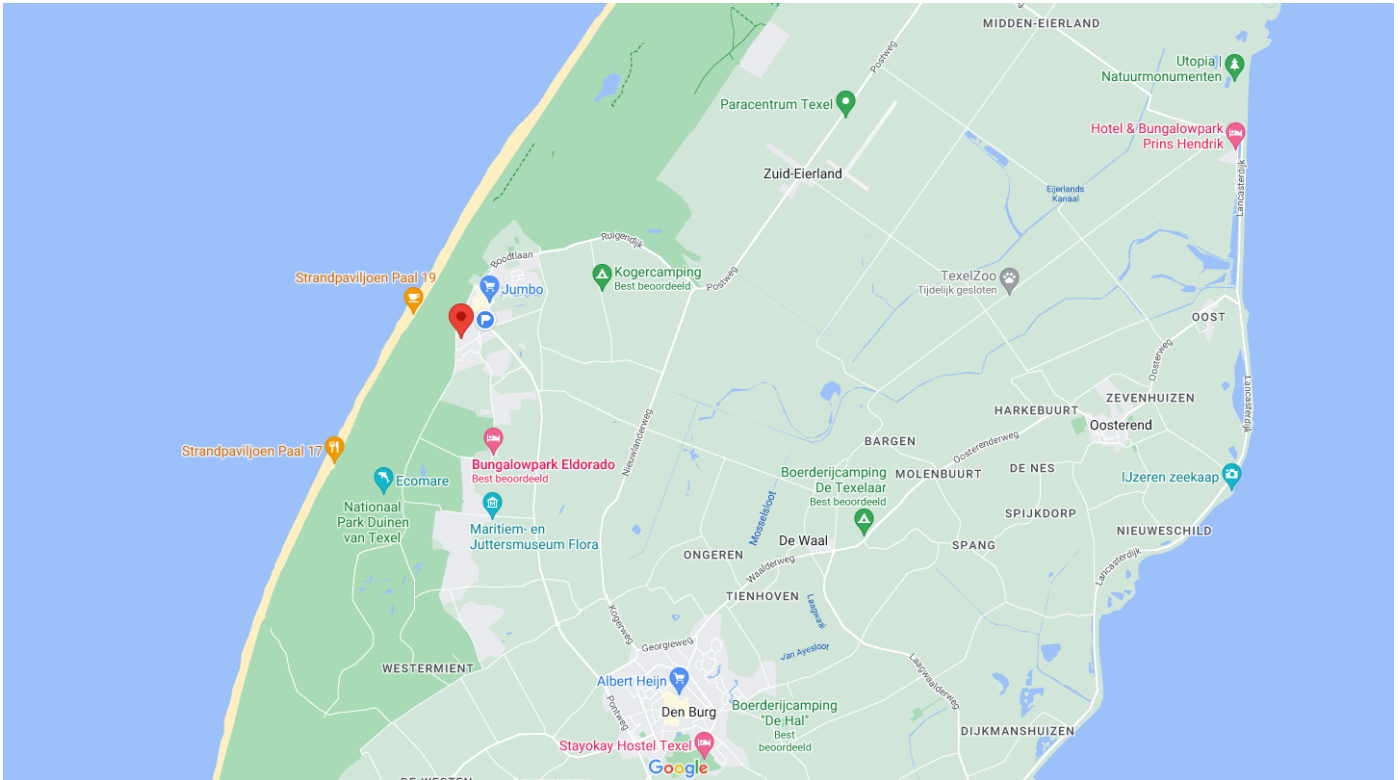 MIDDEN-EIERLAND
Postweg
Utopia |
Natuurmonumenten
Paracentrum Texel
Hotel & Bungalowpark
Prins Hendrik
Zuid-Eierland
Eijerlands
Kanaal
Lancasterdijk
Ruigendijk
Boodtlaan
Strandpaviljoen Paal 19
Jumbo
Kogercamping
Best beoordeeld
Postweg
TexelZoo
Tijdelijk gesloten
P
OOST
Oosterweg
Lancasterdijk
ZEVENHUIZEN
HARKEBUURT
Oosterend
Nieuwlanderweg
BARGEN
Oosterenderweg
Strandpaviljoen Paal 17
Bungalowpark Eldorado
Best beoordeeld
Boerderijcamping
De Texelaar
Best beoordeeld
MOLENBUURT
DE NES
IJzeren zeekaap
Ecomare
Nationaal
Park Duinen
van Texel
Maritiem- en
Juttersmuseum Flora
Mosselsloot
SPIJKDORP
NIEUWESCHILD
De Waal
SPANG
ONGEREN
Waalderweg
Lancasterdijk
TIENHOVEN
Laagwaal
Kogerweg
Georgieweg
Jan Ayesloot
WESTERMIENT
Laagwaalderweg
Albert Heijn
Pontweg
Den Burg
Boerderijcamping
"De Hal"
Best
beoordeeld
DIJKMANSHUIZEN
Stayokay Hostel Texel
Google
DE WESTEN